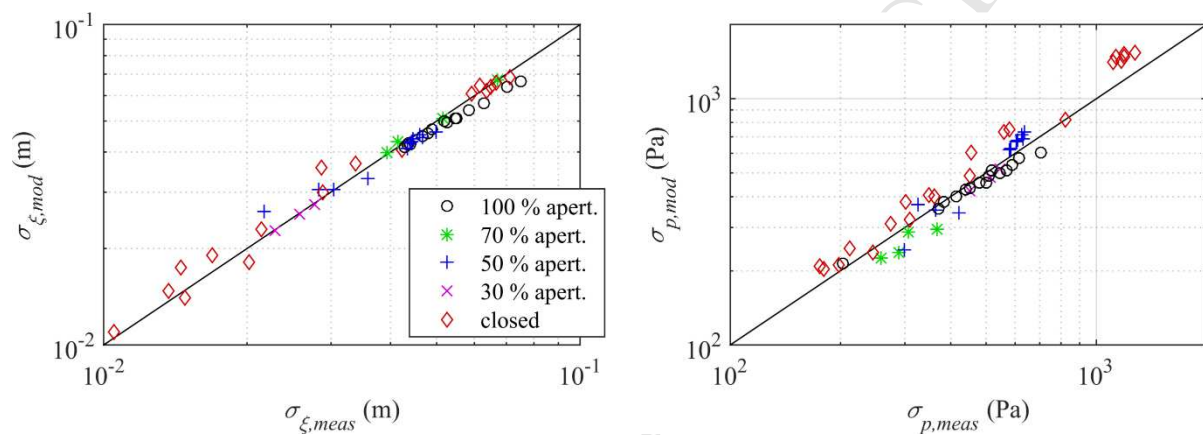 10^-1
σ_ξ,mod (m)
10^-2
10^-2
10^-1
σ_ξ,meas (m)
100 % apert.
70 % apert.
50 % apert.
30 % apert.
closed
10^3
σ_p,mod (Pa)
10^2
10^2
10^3
σ_p,meas (Pa)